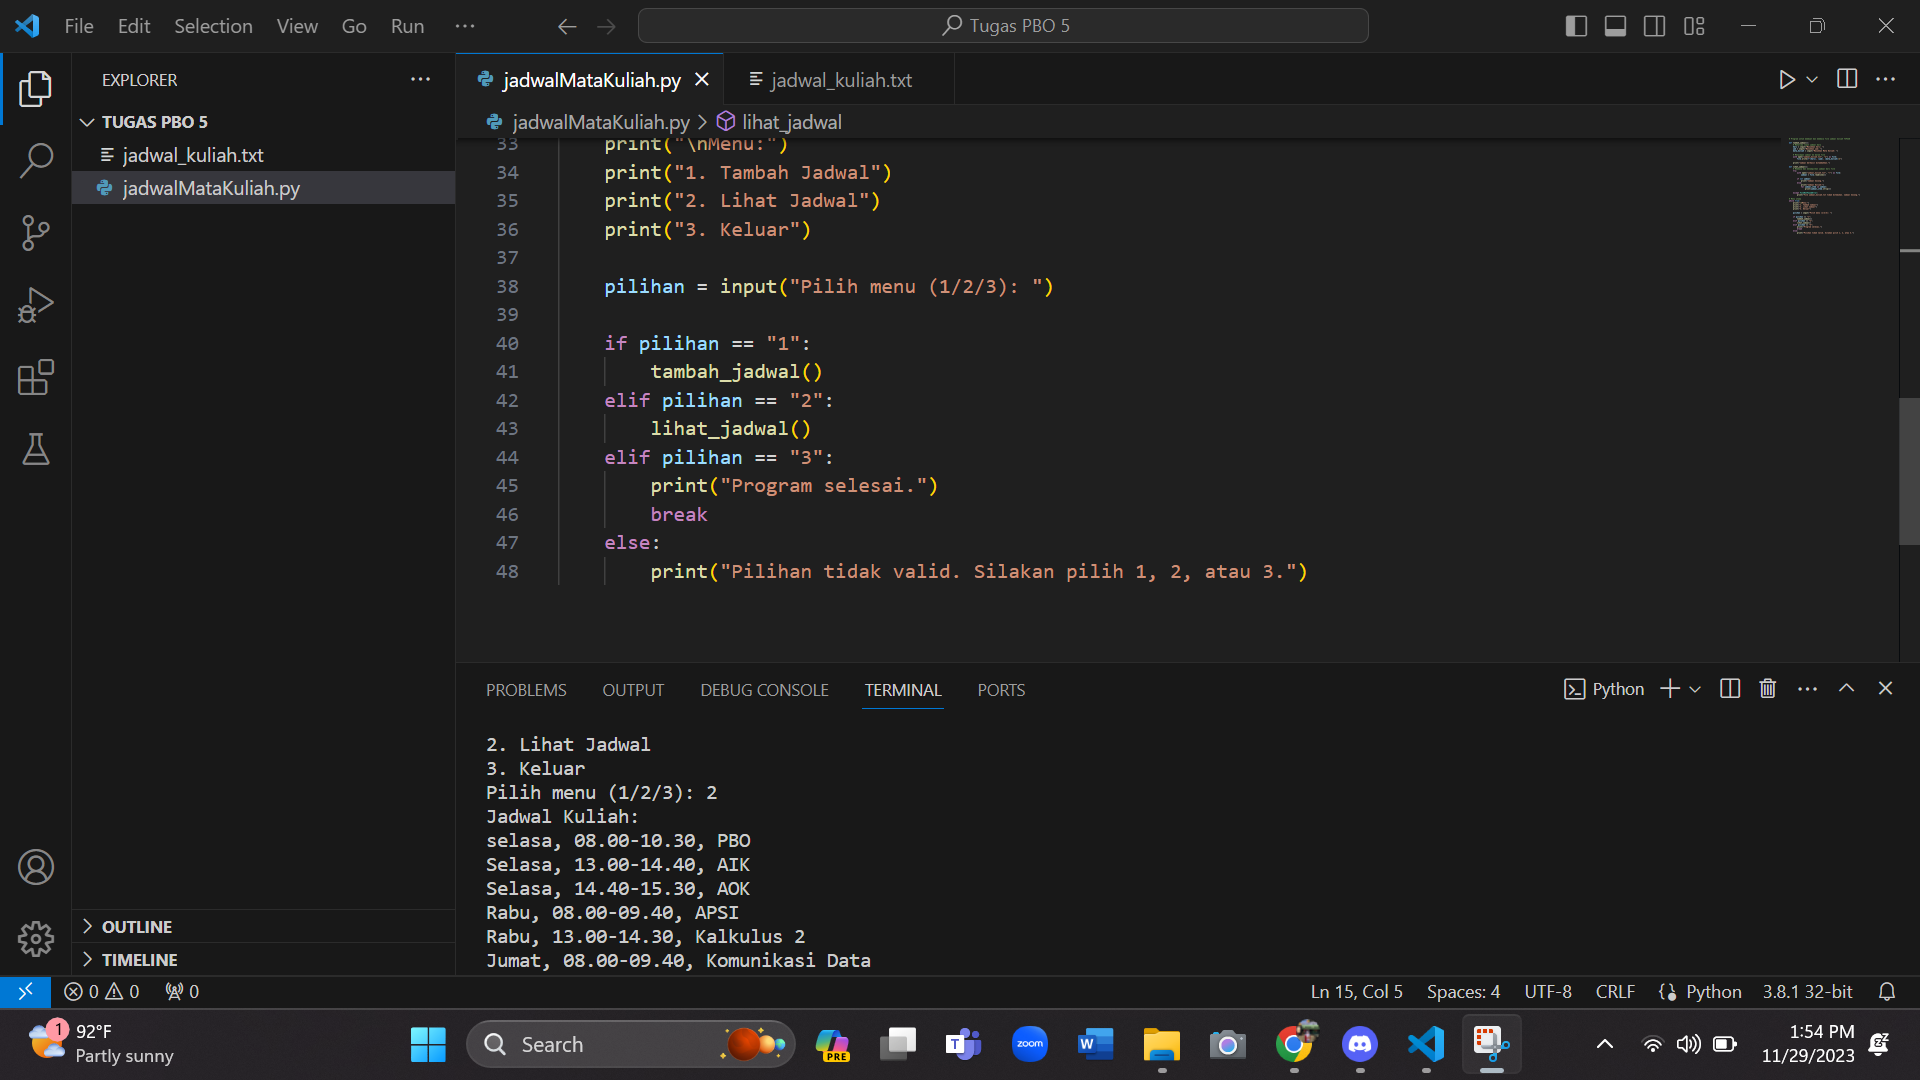 File Edit Selection View Go Run ···
Tugas PBO 5
EXPLORER
TUGAS PBO 5
jadwal_kuliah.txt
jadwalMataKuliah.py
OUTLINE
TIMELINE
jadwalMataKuliah.py
jadwal_kuliah.txt
jadwalMataKuliah.py > lihat_jadwal
33 print("\nMenu:")
34 print("1. Tambah Jadwal")
35 print("2. Lihat Jadwal")
36 print("3. Keluar")
37
38 pilihan = input("Pilih menu (1/2/3): ")
39
40 if pilihan == "1":
41 tambah_jadwal()
42 elif pilihan == "2":
43 lihat_jadwal()
44 elif pilihan == "3":
45 print("Program selesai.")
46 break
47 else:
48 print("Pilihan tidak valid. Silakan pilih 1, 2, atau 3.")
PROBLEMS OUTPUT DEBUG CONSOLE TERMINAL PORTS
Python
2. Lihat Jadwal
3. Keluar
Pilih menu (1/2/3): 2
Jadwal Kuliah:
selasa, 08.00-10.30, PBO
Selasa, 13.00-14.40, AIK
Selasa, 14.40-15.30, AOK
Rabu, 08.00-09.40, APSI
Rabu, 13.00-14.30, Kalkulus 2
Jumat, 08.00-09.40, Komunikasi Data
0 0 0
Ln 15, Col 5 Spaces: 4 UTF-8 CRLF Python 3.8.1 32-bit
1
92°F
Partly sunny
Search
PRE
T
zoom
W
1:54 PM
11/29/2023